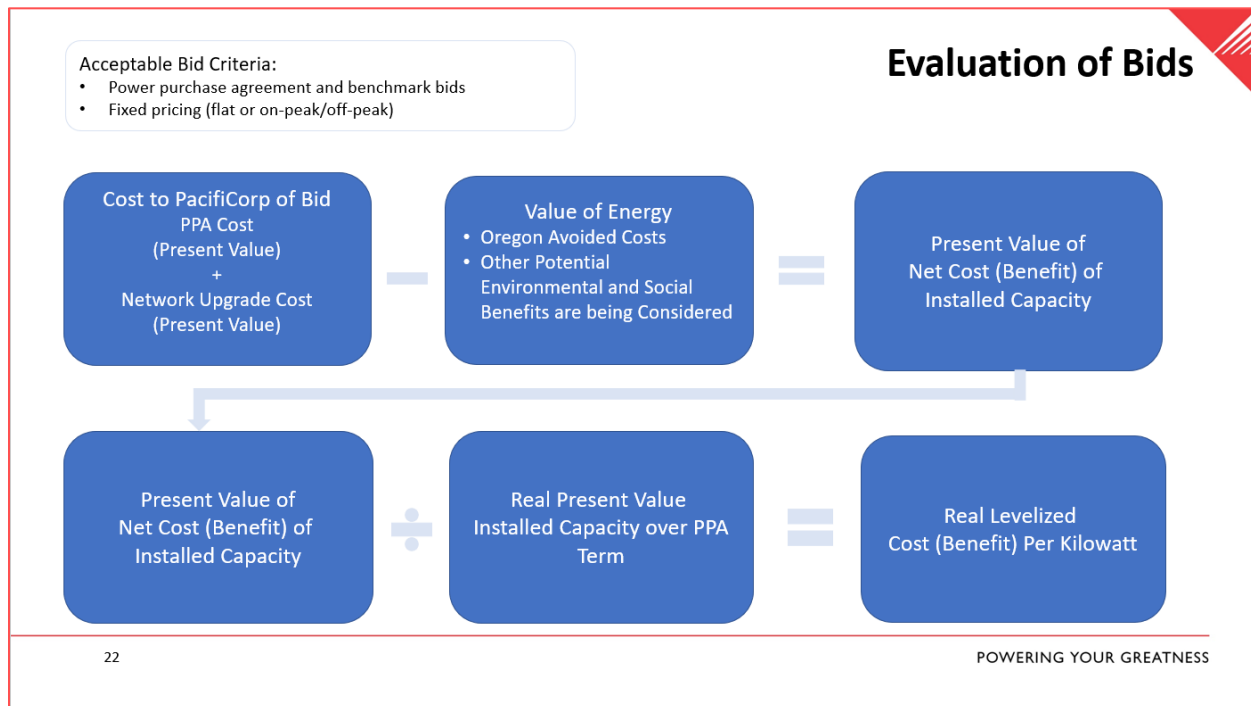 Evaluation of Bids
Acceptable Bid Criteria:
• Power purchase agreement and benchmark bids
• Fixed pricing (flat or on-peak/off-peak)
Cost to PacifiCorp of Bid
PPA Cost
(Present Value)
+
Network Upgrade Cost
(Present Value)
Value of Energy
• Oregon Avoided Costs
• Other Potential
Environmental and Social
Benefits are being Considered
Present Value of
Net Cost (Benefit) of
Installed Capacity
Present Value of
Net Cost (Benefit) of
Installed Capacity
Real Present Value
Installed Capacity over PPA
Term
Real Levelized
Cost (Benefit) Per Kilowatt
22
POWERING YOUR GREATNESS